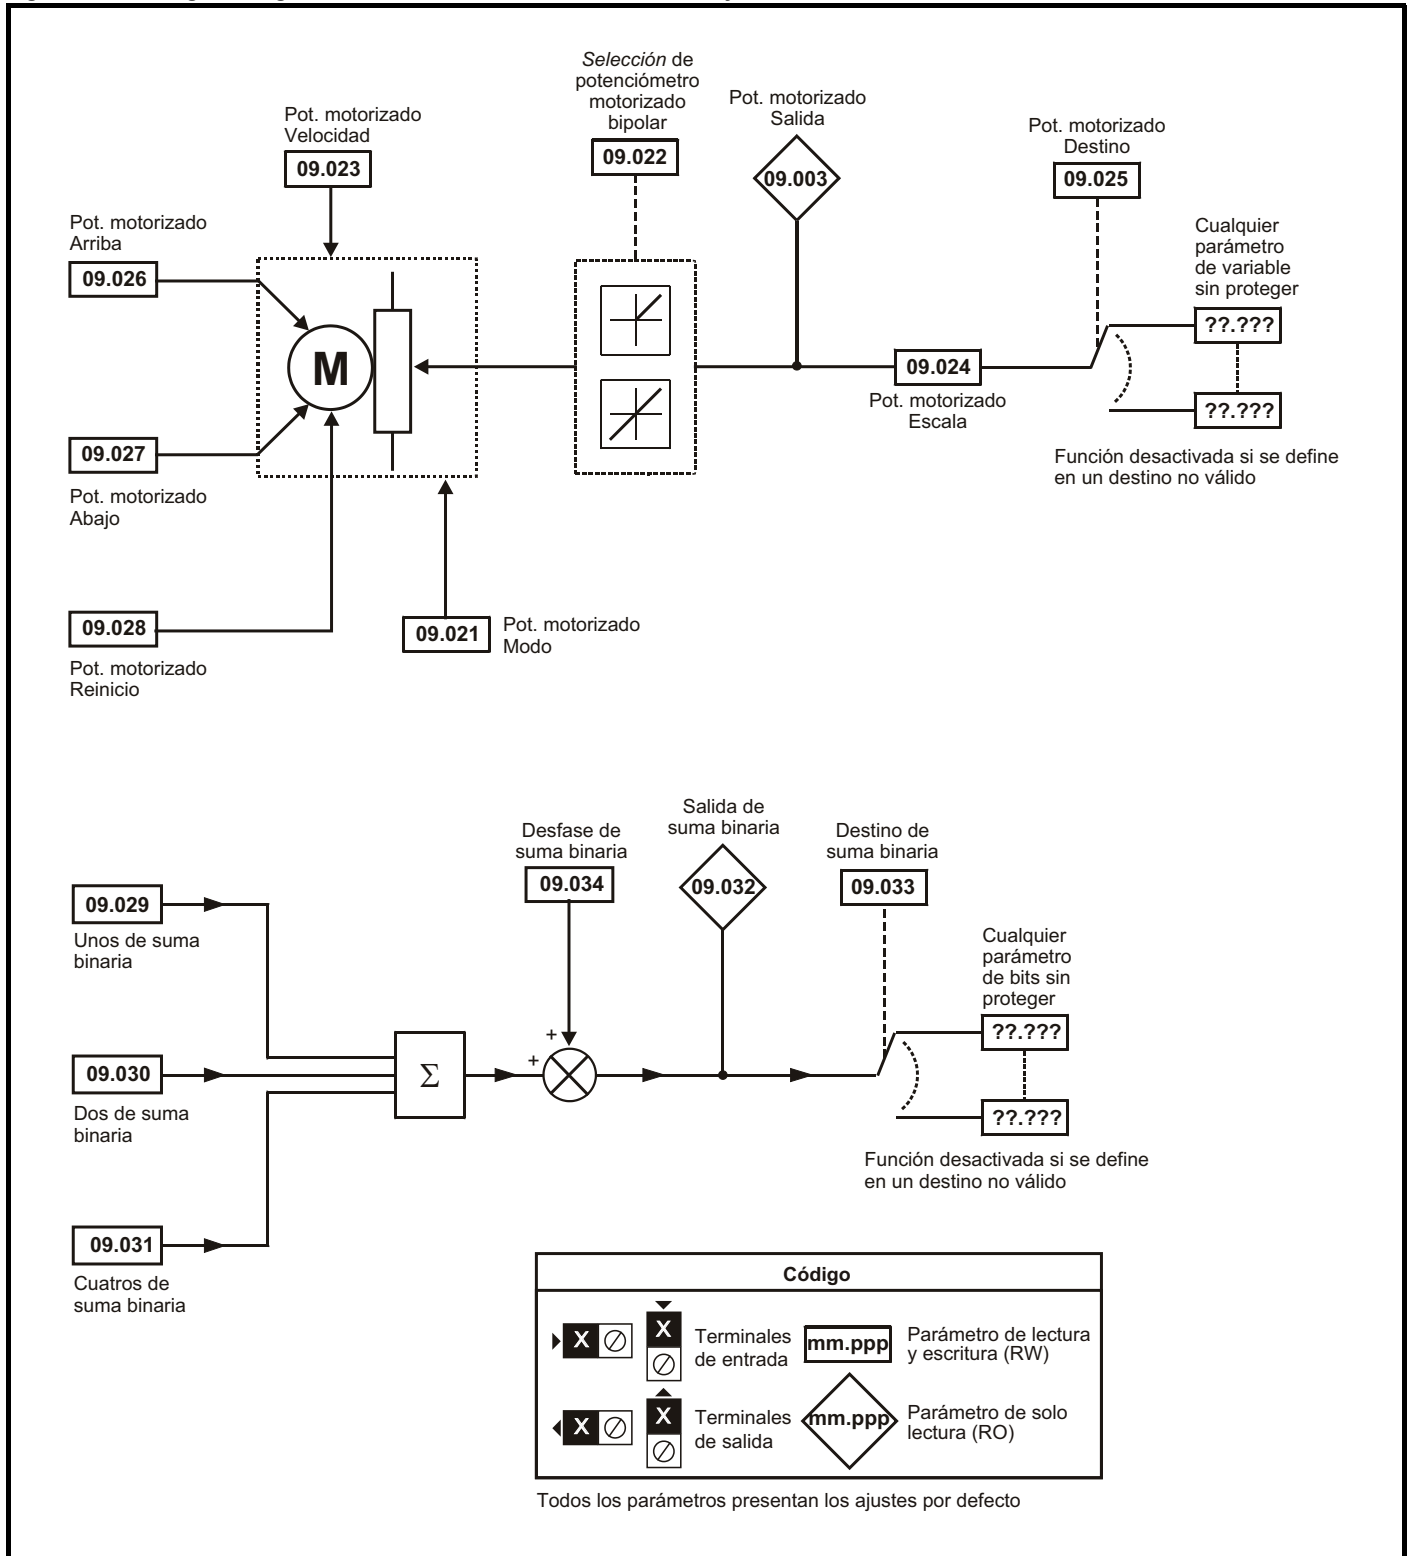 Selección de
potenciómetro
motorizado
bipolar
09.022
Pot. motorizado
Salida
09.003
Pot. motorizado
Velocidad
09.023
Pot. motorizado
Destino
09.025
Pot. motorizado
Arriba
09.026
Cualquier
parámetro
de variable
sin proteger
??.???
??.???
M
09.024
Pot. motorizado
Escala
09.027
Pot. motorizado
Abajo
Función desactivada si se define
en un destino no válido
09.028
Pot. motorizado
Reinicio
09.021
Pot. motorizado
Modo
Salida de
suma binaria
09.032
Desfase de
suma binaria
09.034
Destino de
suma binaria
09.033
09.029
Unos de suma
binaria
Cualquier
parámetro
de bits sin
proteger
??.???
??.???
+
+
Σ
09.030
Dos de suma
binaria
Función desactivada si se define
en un destino no válido
09.031
Cuatros de
suma binaria
Código
X
X
Terminales
de entrada
mm.ppp
Parámetro de lectura
y escritura (RW)
X
X
Terminales
de salida
mm.ppp
Parámetro de solo
lectura (RO)
Todos los parámetros presentan los ajustes por defecto